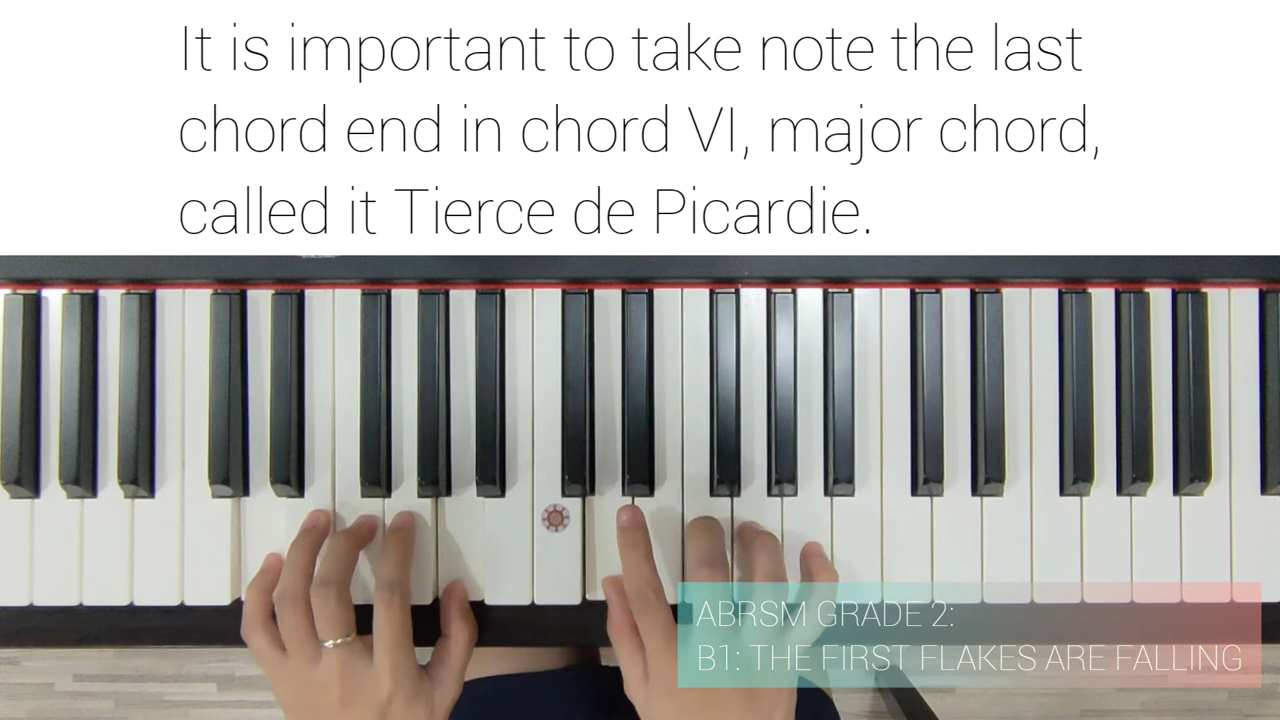 It is important to take note the last
chord end in chord VI, major chord,
called it Tierce de Picardie.
ABRSM GRADE 2:
B1: THE FIRST FLAKES ARE FALLING